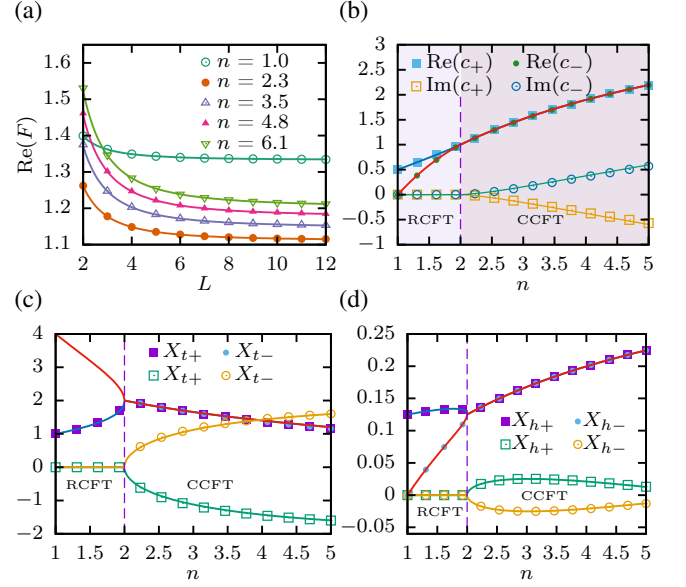 (a)
1.6
1.5
1.4
1.3
1.2
1.1
Re(F)
n = 1.0
n = 2.3
n = 3.5
n = 4.8
n = 6.1
2 4 6 8 10 12
L
(b)
3
2.5
2
1.5
1
0.5
0
−0.5
−1
Re(c₊) Re(c₋)
Im(c₊) Im(c₋)
RCFT CCFT
1 1.5 2 2.5 3 3.5 4 4.5 5
n
(c)
4
3
2
1
0
−1
−2
Xₜ₊ Xₜ₋
Xₜ₊ Xₜ₋
RCFT CCFT
1 1.5 2 2.5 3 3.5 4 4.5 5
n
(d)
0.25
0.2
0.15
0.1
0.05
0
−0.05
Xₕ₊ Xₕ₋
Xₕ₊ Xₕ₋
CCFT
RCFT
1 1.5 2 2.5 3 3.5 4 4.5 5
n